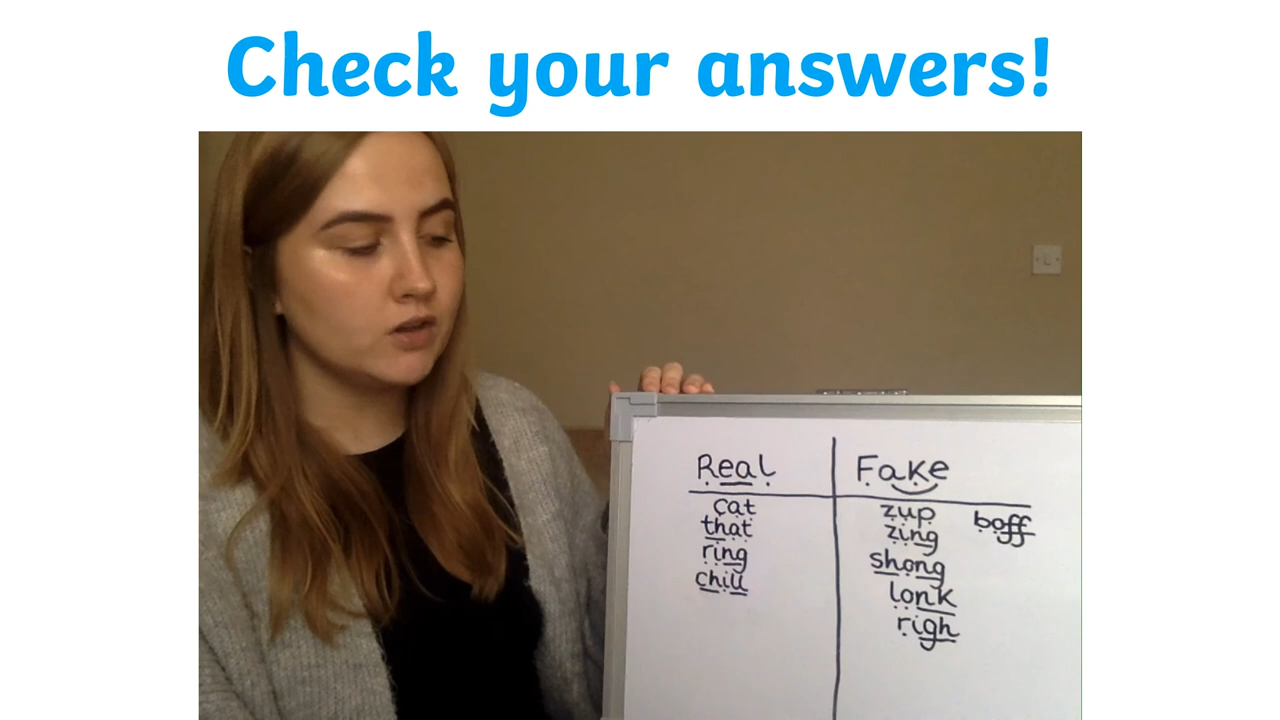 Check your answers!
Real
Fake
cat
that
ring
chill
zup
zing
shong
lonk
righ
boff